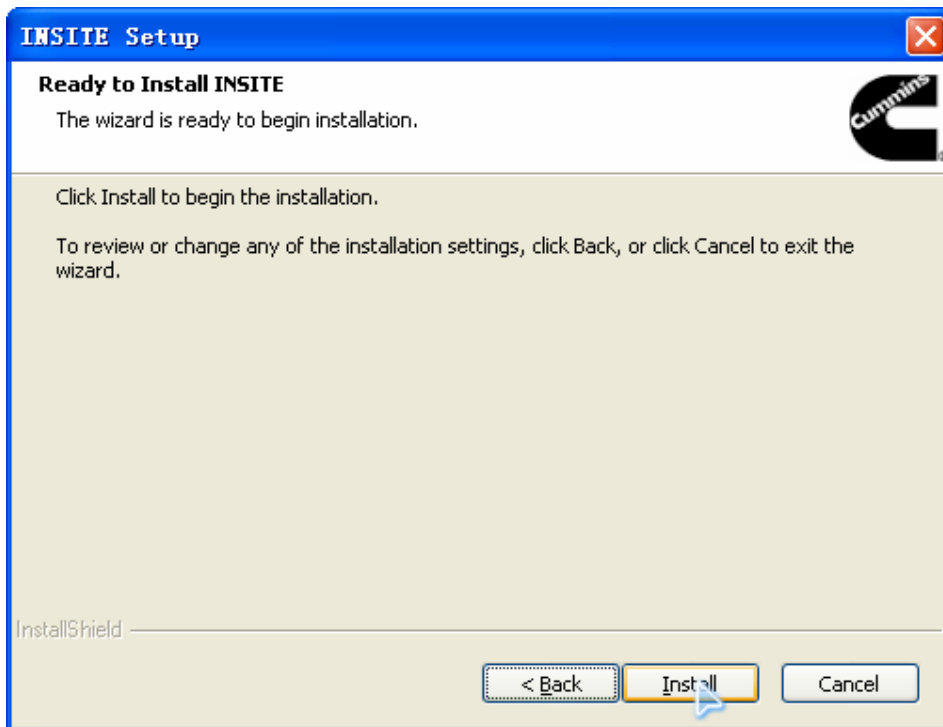 INSITE Setup
Ready to Install INSITE
The wizard is ready to begin installation.
Cummins
Click Install to begin the installation.
To review or change any of the installation settings, click Back, or click Cancel to exit the
wizard.
InstallShield
< Back
Install
Cancel